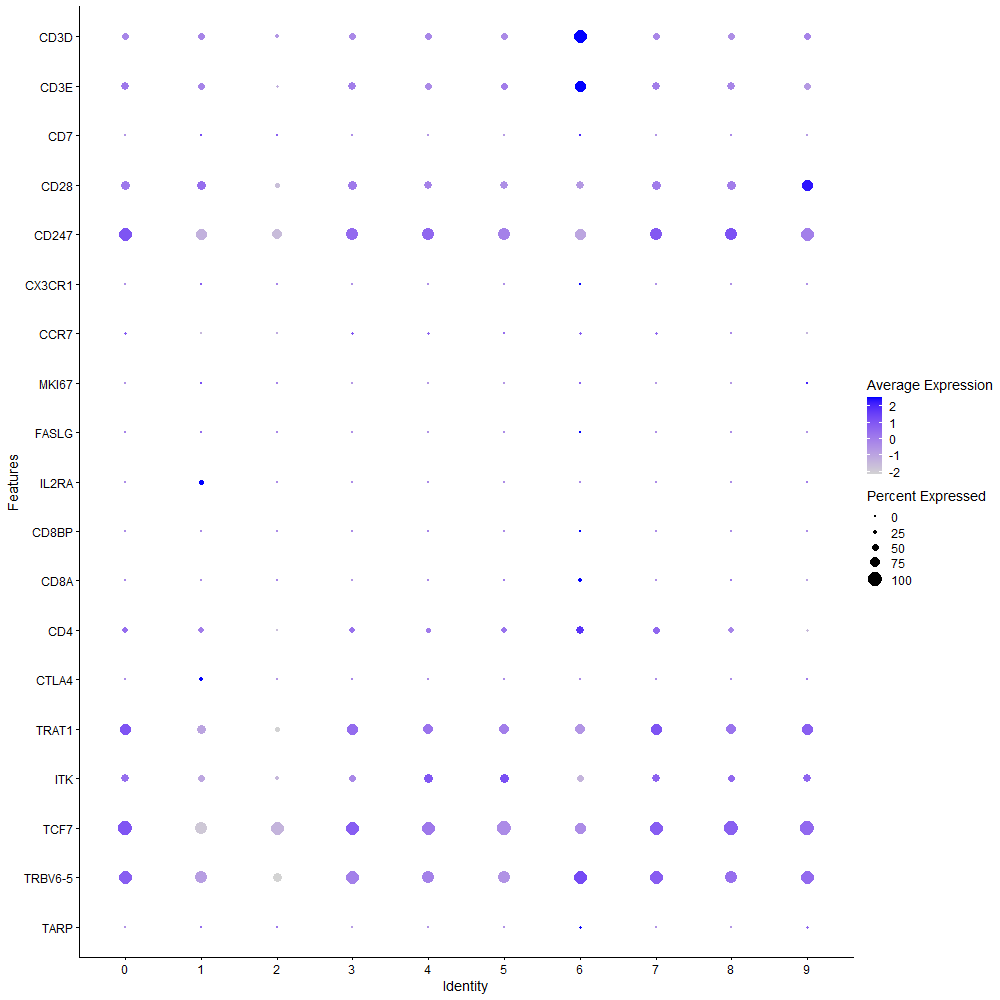 CD3D
CD3E
CD7
CD28
CD247
CX3CR1
CCR7
MKI67
FASLG
IL2RA
CD8BP
CD8A
CD4
CTLA4
TRAT1
ITK
TCF7
TRBV6-5
TARP
Features
0 1 2 3 4 5 6 7 8 9
Identity
Average Expression
2
1
0
-1
-2
Percent Expressed
0
25
50
75
100